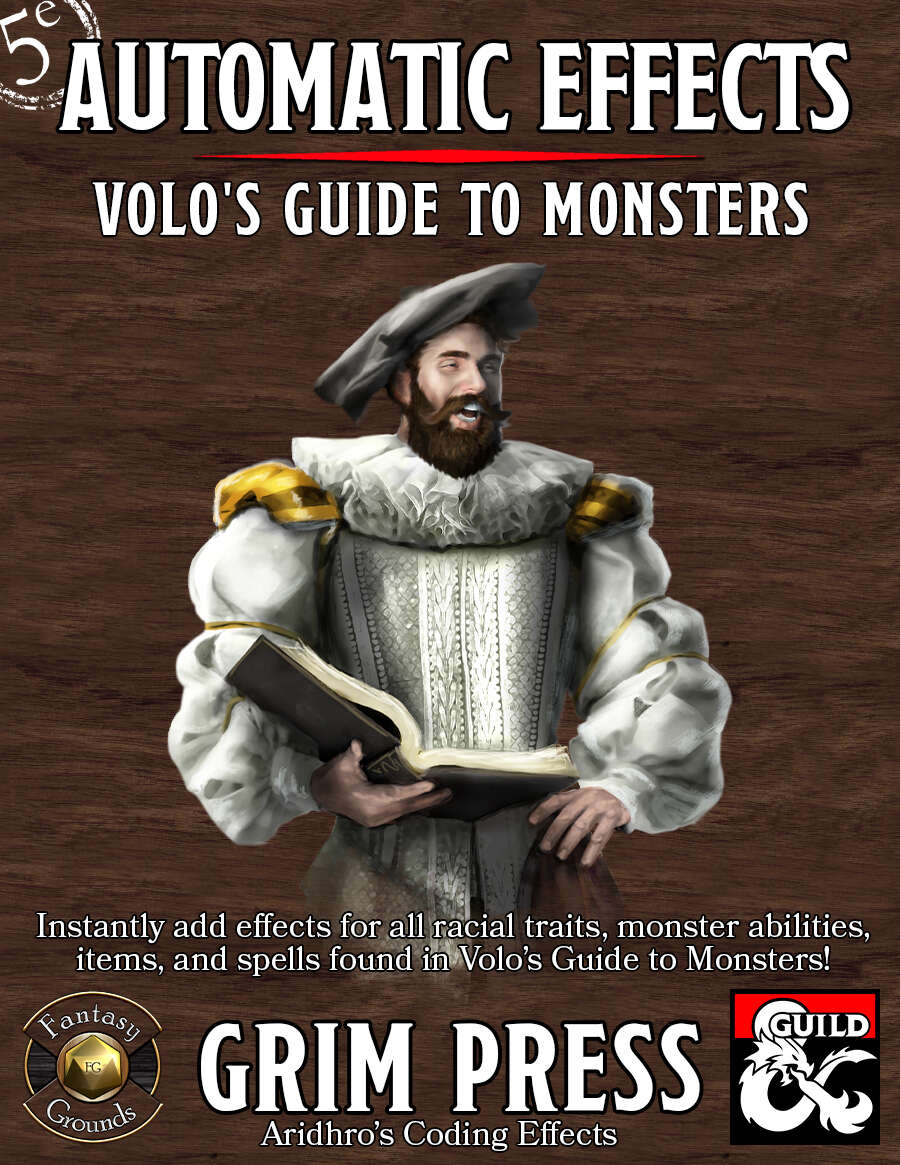 5e
AUTOMATIC EFFECTS
VOLO'S GUIDE TO MONSTERS
Instantly add effects for all racial traits, monster abilities,
items, and spells found in Volo's Guide to Monsters!
Fantasy
FG
Grounds
GRIM PRESS
Aridhro's Coding Effects
GUILD